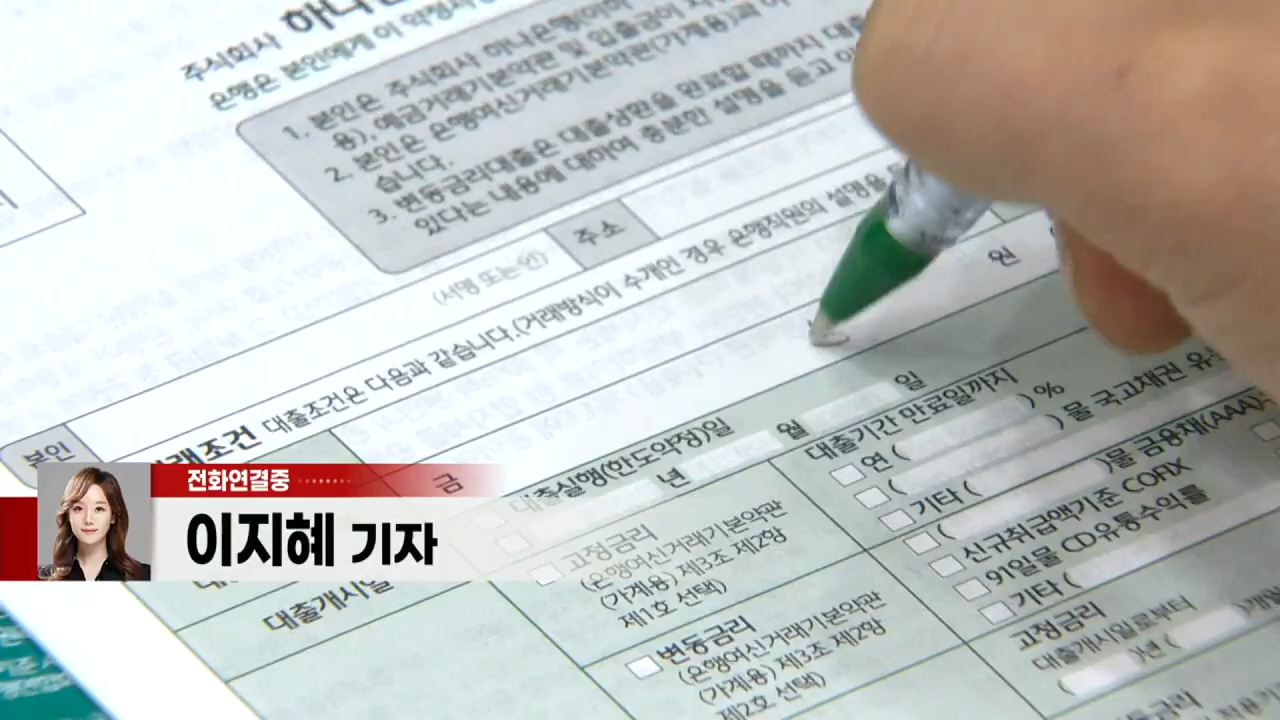 주식회사 하나은
은행은 본인에게 이 약정서
1. 본인은 주식회사 하나은행(이하
용), 예금거래기본약관 및 입출금이 자
2. 본인은 은행여신거래기본약관(가계용)과 이
습니다.
3. 변동금리대출은 대출상환을 완료할 때까지 대출
있다는 내용에 대하여 충분한 설명을 듣고 이
본인
(서명 또는 인)
주소
거래조건 대출조건은 다음과 같습니다.(거래방식이 수개인 경우 은행직원의 설명을
금
원
대출실행(한도약정)일
년 월 일
대출개시일
고정금리
(은행여신거래기본약관
(가계용) 제3조 제2항
제1호 선택)
변동금리
(은행여신거래기본약관
(가계용) 제3조 제2항
제2호 선택)
대출기간 만료일까지
연 ( ) %
( ) 물 국고채권 유
기타 ( )물 금융채(AAA)
(
신규취급액기준 COFIX
91일물 CD유통수익률
기타 (
고정금리
대출개시일로부터
( )년 ( )개월
전화연결중
이지혜 기자